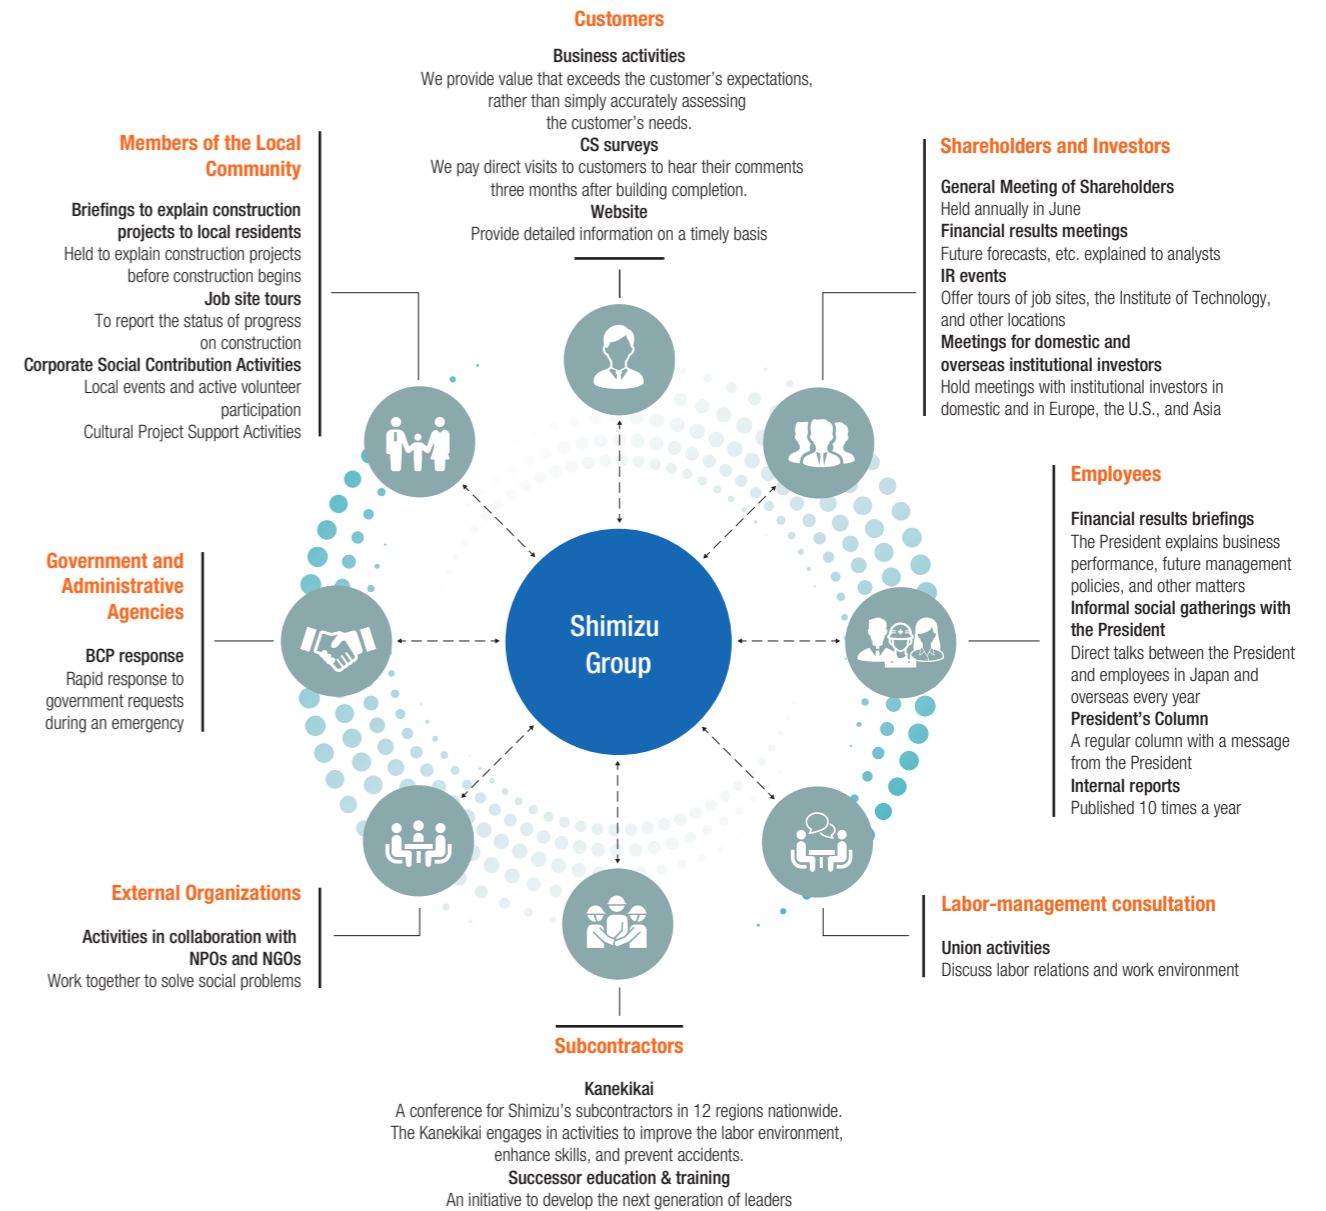 Customers
Business activities
We provide value that exceeds the customer's expectations,
rather than simply accurately assessing
the customer's needs.
CS surveys
We pay direct visits to customers to hear their comments
three months after building completion.
Website
Provide detailed information on a timely basis
Members of the Local
Community
Briefings to explain construction
projects to local residents
Held to explain construction projects
before construction begins
Job site tours
To report the status of progress
on construction
Corporate Social Contribution Activities
Local events and active volunteer
participation
Cultural Project Support Activities
Shareholders and Investors
General Meeting of Shareholders
Held annually in June
Financial results meetings
Future forecasts, etc. explained to analysts
IR events
Offer tours of job sites, the Institute of Technology,
and other locations
Meetings for domestic and
overseas institutional investors
Hold meetings with institutional investors in
domestic and in Europe, the U.S., and Asia
Government and
Administrative
Agencies
BCP response
Rapid response to
government requests
during an emergency
Shimizu
Group
Employees
Financial results briefings
The President explains business
performance, future management
policies, and other matters
Informal social gatherings with
the President
Direct talks between the President
and employees in Japan and
overseas every year
President's Column
A regular column with a message
from the President
Internal reports
Published 10 times a year
External Organizations
Activities in collaboration with
NPOs and NGOs
Work together to solve social problems
Labor-management consultation
Union activities
Discuss labor relations and work environment
Subcontractors
Kanekikai
A conference for Shimizu's subcontractors in 12 regions nationwide.
The Kanekikai engages in activities to improve the labor environment,
enhance skills, and prevent accidents.
Successor education & training
An initiative to develop the next generation of leaders